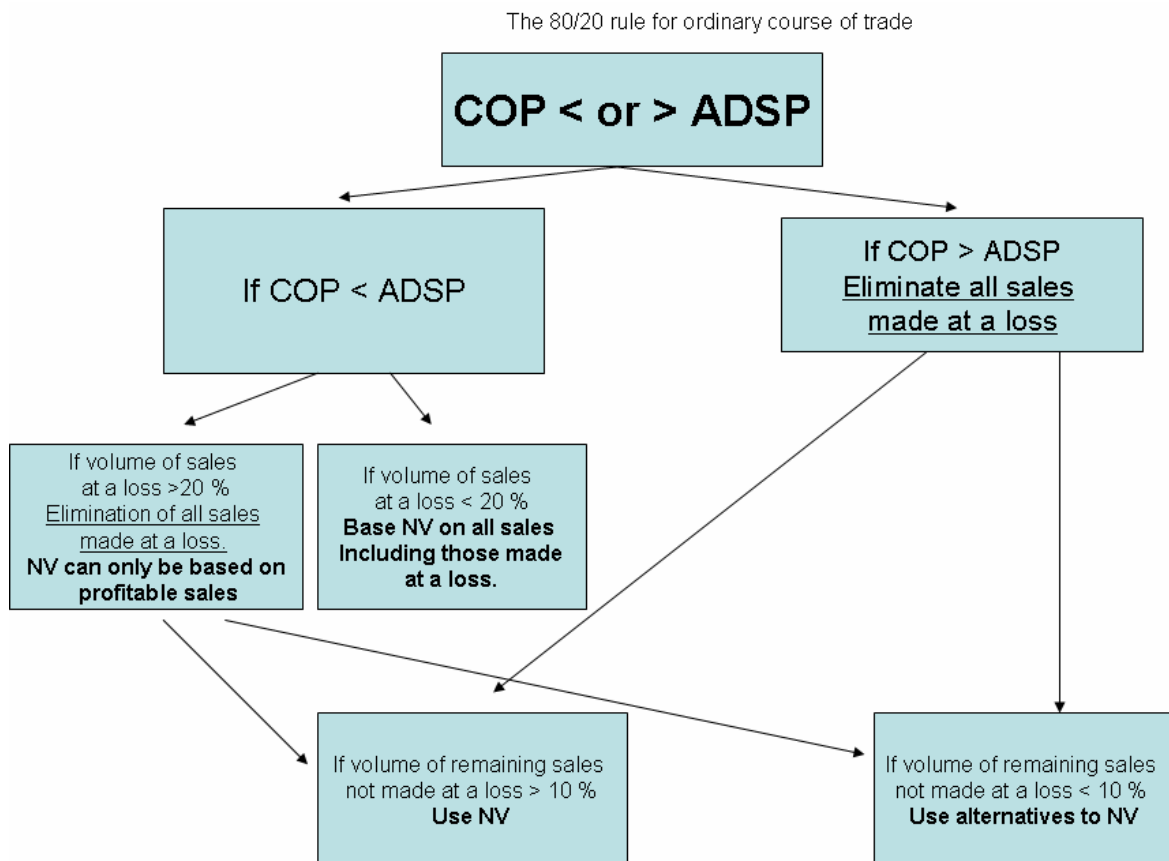 The 80/20 rule for ordinary course of trade
COP < or > ADSP
If COP < ADSP
If COP > ADSP
Eliminate all sales
made at a loss
If volume of sales
at a loss >20 %
Elimination of all sales
made at a loss.
NV can only be based on
profitable sales
If volume of sales
at a loss < 20 %
Base NV on all sales
Including those made
at a loss.
If volume of remaining sales
not made at a loss > 10 %
Use NV
If volume of remaining sales
not made at a loss < 10 %
Use alternatives to NV